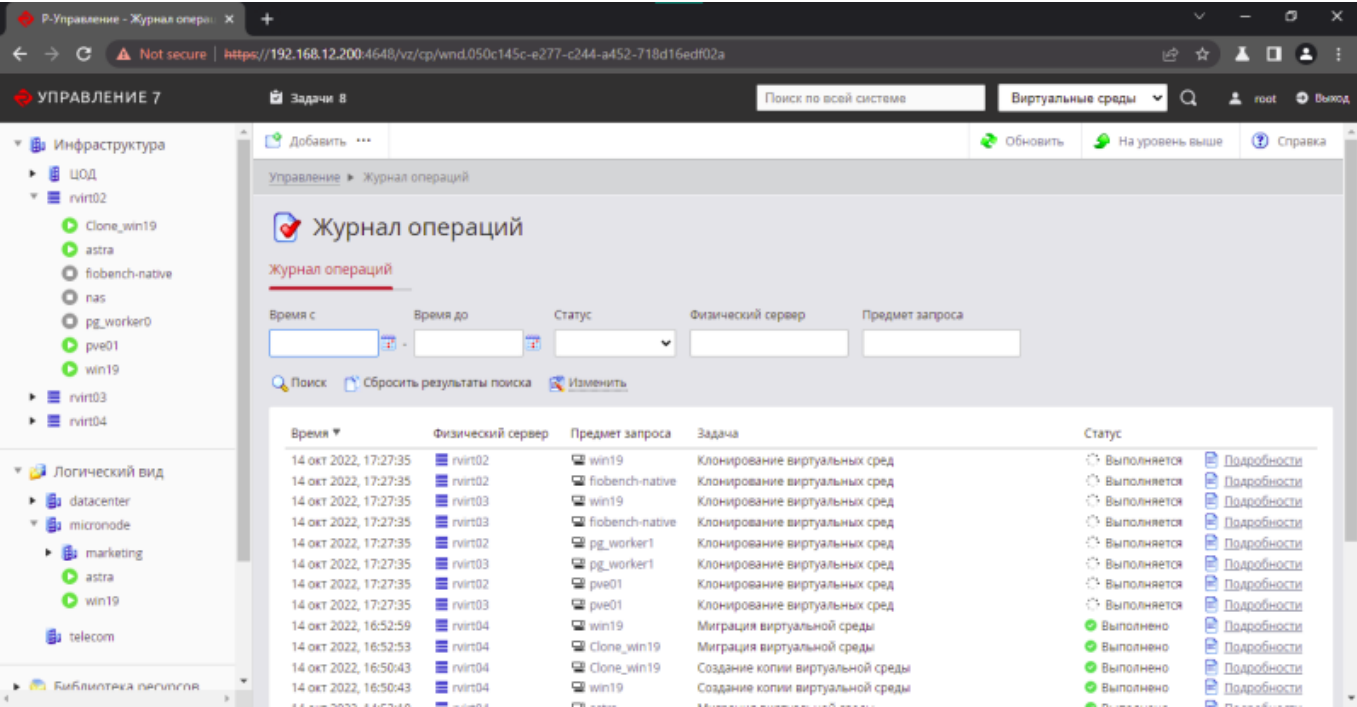 Р-Управление - Журнал операц
Not secure | https://192.168.12.200:4648/vz/cp/wnd.050c145c-e277-c244-a452-718d16edf02a
УПРАВЛЕНИЕ 7 Задачи 8 Поиск по всей системе Виртуальные среды root Выход
Инфраструктура
ЦОД
rvirt02
Clone_win19
astra
fiobench-native
nas
pg_worker0
pve01
win19
rvirt03
rvirt04
Логический вид
datacenter
micronode
marketing
astra
win19
telecom
Библиотека ресурсов
Добавить ··· Обновить На уровень выше Справка
Управление Журнал операций
Журнал операций
Журнал операций
Время с Время до Статус Физический сервер Предмет запроса
-
Поиск Сбросить результаты поиска Изменить
Время Физический сервер Предмет запроса Задача Статус
14 окт 2022, 17:27:35 rvirt02 win19 Клонирование виртуальных сред Выполняется Подробности
14 окт 2022, 17:27:35 rvirt02 fiobench-native Клонирование виртуальных сред Выполняется Подробности
14 окт 2022, 17:27:35 rvirt03 win19 Клонирование виртуальных сред Выполняется Подробности
14 окт 2022, 17:27:35 rvirt03 fiobench-native Клонирование виртуальных сред Выполняется Подробности
14 окт 2022, 17:27:35 rvirt02 pg_worker1 Клонирование виртуальных сред Выполняется Подробности
14 окт 2022, 17:27:35 rvirt03 pg_worker1 Клонирование виртуальных сред Выполняется Подробности
14 окт 2022, 17:27:35 rvirt02 pve01 Клонирование виртуальных сред Выполняется Подробности
14 окт 2022, 17:27:35 rvirt03 pve01 Клонирование виртуальных сред Выполняется Подробности
14 окт 2022, 16:52:59 rvirt04 win19 Миграция виртуальной среды Выполнено Подробности
14 окт 2022, 16:52:53 rvirt04 Clone_win19 Миграция виртуальной среды Выполнено Подробности
14 окт 2022, 16:50:43 rvirt04 Clone_win19 Создание копии виртуальной среды Выполнено Подробности
14 окт 2022, 16:50:43 rvirt04 win19 Создание копии виртуальной среды Выполнено Подробности